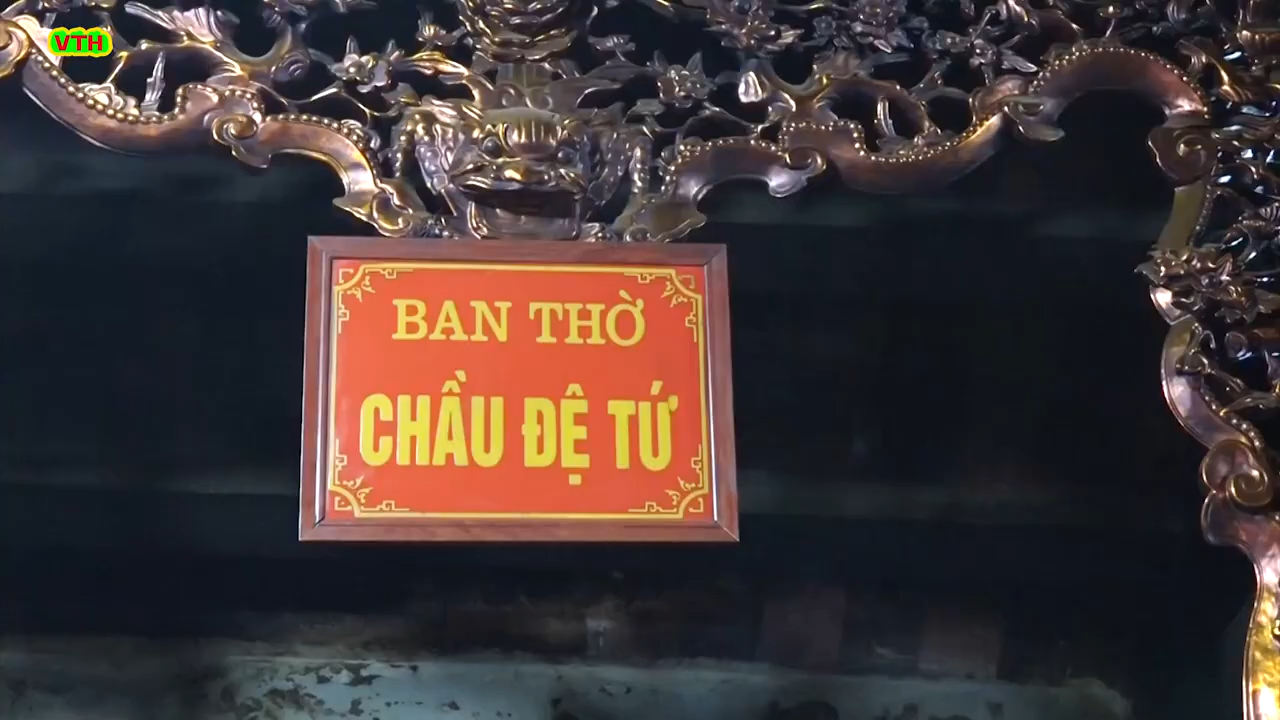 VTH
BAN THỜ
CHẦU ĐỆ TỨ